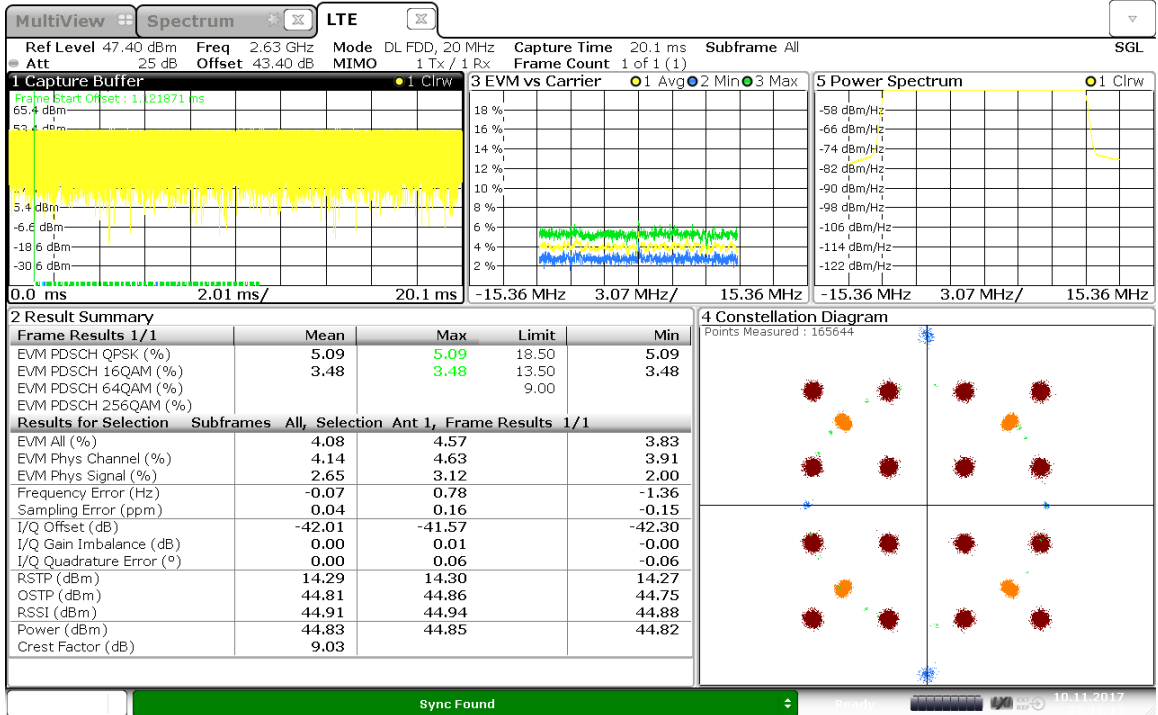 MultiView Spectrum LTE
Ref Level 47.40 dBm Freq 2.63 GHz Mode DL FDD, 20 MHz Capture Time 20.1 ms Subframe All SGL
Att 25 dB Offset 43.40 dB MIMO 1 Tx / 1 Rx Frame Count 1 of 1 (1)
1 Capture Buffer 1 Clrw
Frame Start Offset : 1.121871 ms
65.4 dBm
53.4 dBm
5.4 dBm
-6.6 dBm
-18.6 dBm
-30.6 dBm
0.0 ms 2.01 ms/ 20.1 ms
3 EVM vs Carrier 1 Avg 2 Min 3 Max
18 %
16 %
14 %
12 %
10 %
8 %
6 %
4 %
2 %
-15.36 MHz 3.07 MHz/ 15.36 MHz
5 Power Spectrum 1 Clrw
-58 dBm/Hz
-66 dBm/Hz
-74 dBm/Hz
-82 dBm/Hz
-90 dBm/Hz
-98 dBm/Hz
-106 dBm/Hz
-114 dBm/Hz
-122 dBm/Hz
-15.36 MHz 3.07 MHz/ 15.36 MHz
2 Result Summary
Frame Results 1/1 Mean Max Limit Min
EVM PDSCH QPSK (%) 5.09 5.09 18.50 5.09
EVM PDSCH 16QAM (%) 3.48 3.48 13.50 3.48
EVM PDSCH 64QAM (%) 9.00
EVM PDSCH 256QAM (%)
Results for Selection Subframes All, Selection Ant 1, Frame Results 1/1
EVM All (%) 4.08 4.57 3.83
EVM Phys Channel (%) 4.14 4.63 3.91
EVM Phys Signal (%) 2.65 3.12 2.00
Frequency Error (Hz) -0.07 0.78 -1.36
Sampling Error (ppm) 0.04 0.16 -0.15
I/Q Offset (dB) -42.01 -41.57 -42.30
I/Q Gain Imbalance (dB) 0.00 0.01 -0.00
I/Q Quadrature Error (°) 0.00 0.06 -0.06
RSTP (dBm) 14.29 14.30 14.27
OSTP (dBm) 44.81 44.86 44.75
RSSI (dBm) 44.91 44.94 44.88
Power (dBm) 44.83 44.85 44.82
Crest Factor (dB) 9.03
4 Constellation Diagram
Points Measured : 165644
Sync Found
Ready
LXI
EXT
REF
10.11.2017